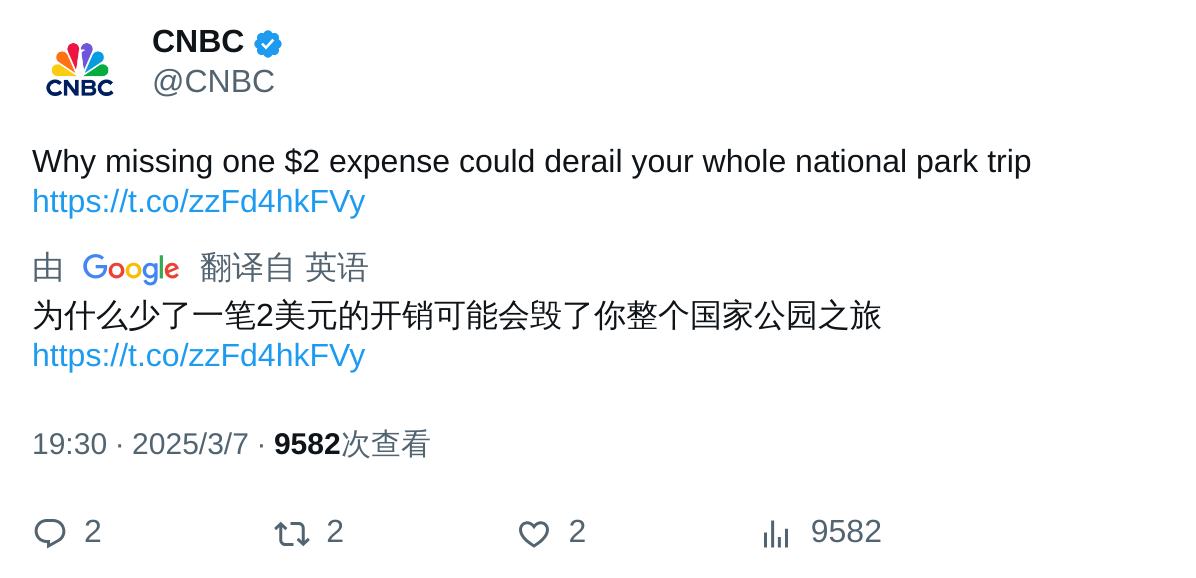 CNBC
CNBC
@CNBC
Why missing one $2 expense could derail your whole national park trip
https://t.co/zzFd4hkFVy
由 Google 翻译自 英语
为什么少了一笔2美元的开销可能会毁了你整个国家公园之旅
https://t.co/zzFd4hkFVy
19:30 · 2025/3/7 · 9582次查看
2 2 2 9582